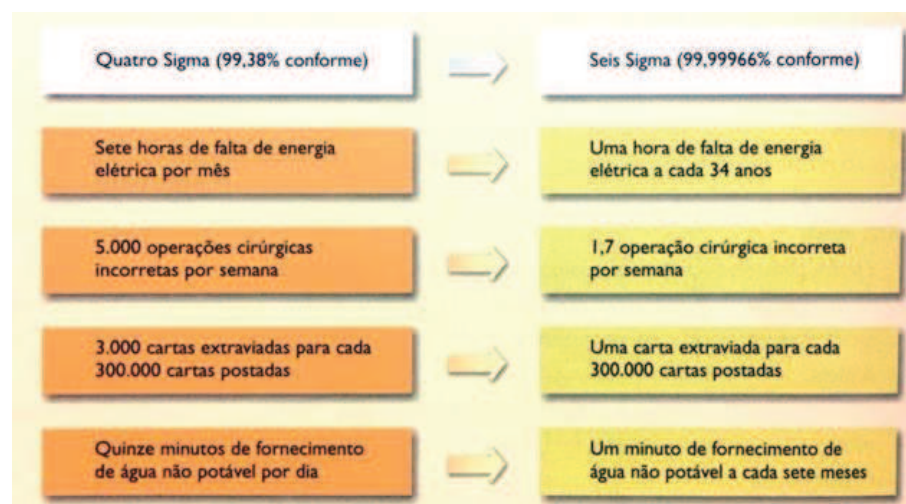 Quatro Sigma (99,38% conforme)
Seis Sigma (99,99966% conforme)
Sete horas de falta de energia
elétrica por mês
Uma hora de falta de energia
elétrica a cada 34 anos
5.000 operações cirúrgicas
incorretas por semana
1,7 operação cirúrgica incorreta
por semana
3.000 cartas extraviadas para cada
300.000 cartas postadas
Uma carta extraviada para cada
300.000 cartas postadas
Quinze minutos de fornecimento
de água não potável por dia
Um minuto de fornecimento de
água não potável a cada sete meses